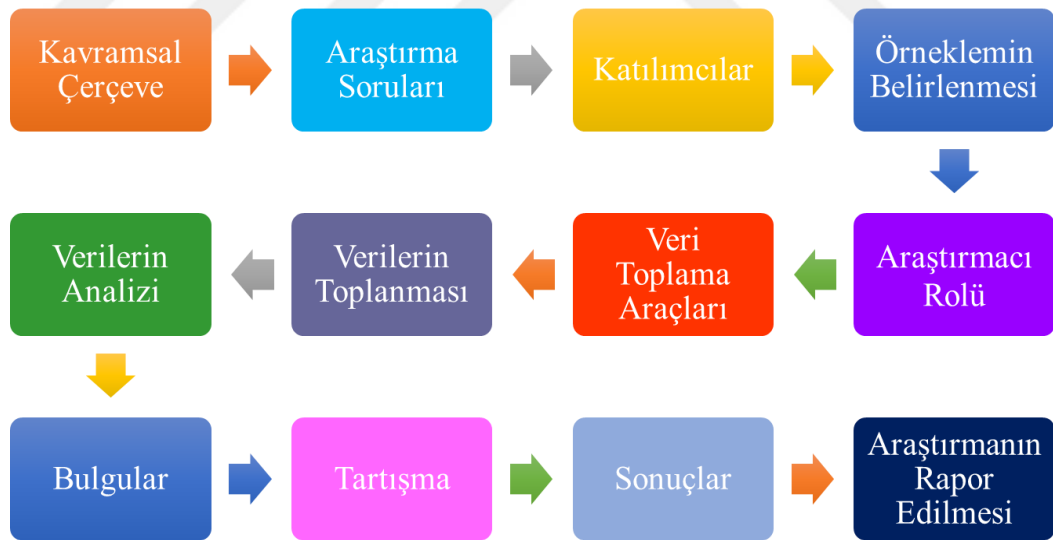 Kavramsal
Çerçeve
Araştırma
Soruları
Katılımcılar
Örneklemin
Belirlenmesi
Araştırmacı
Rolü
Veri
Toplama
Araçları
Verilerin
Toplanması
Verilerin
Analizi
Bulgular
Tartışma
Sonuçlar
Araştırmanın
Rapor
Edilmesi